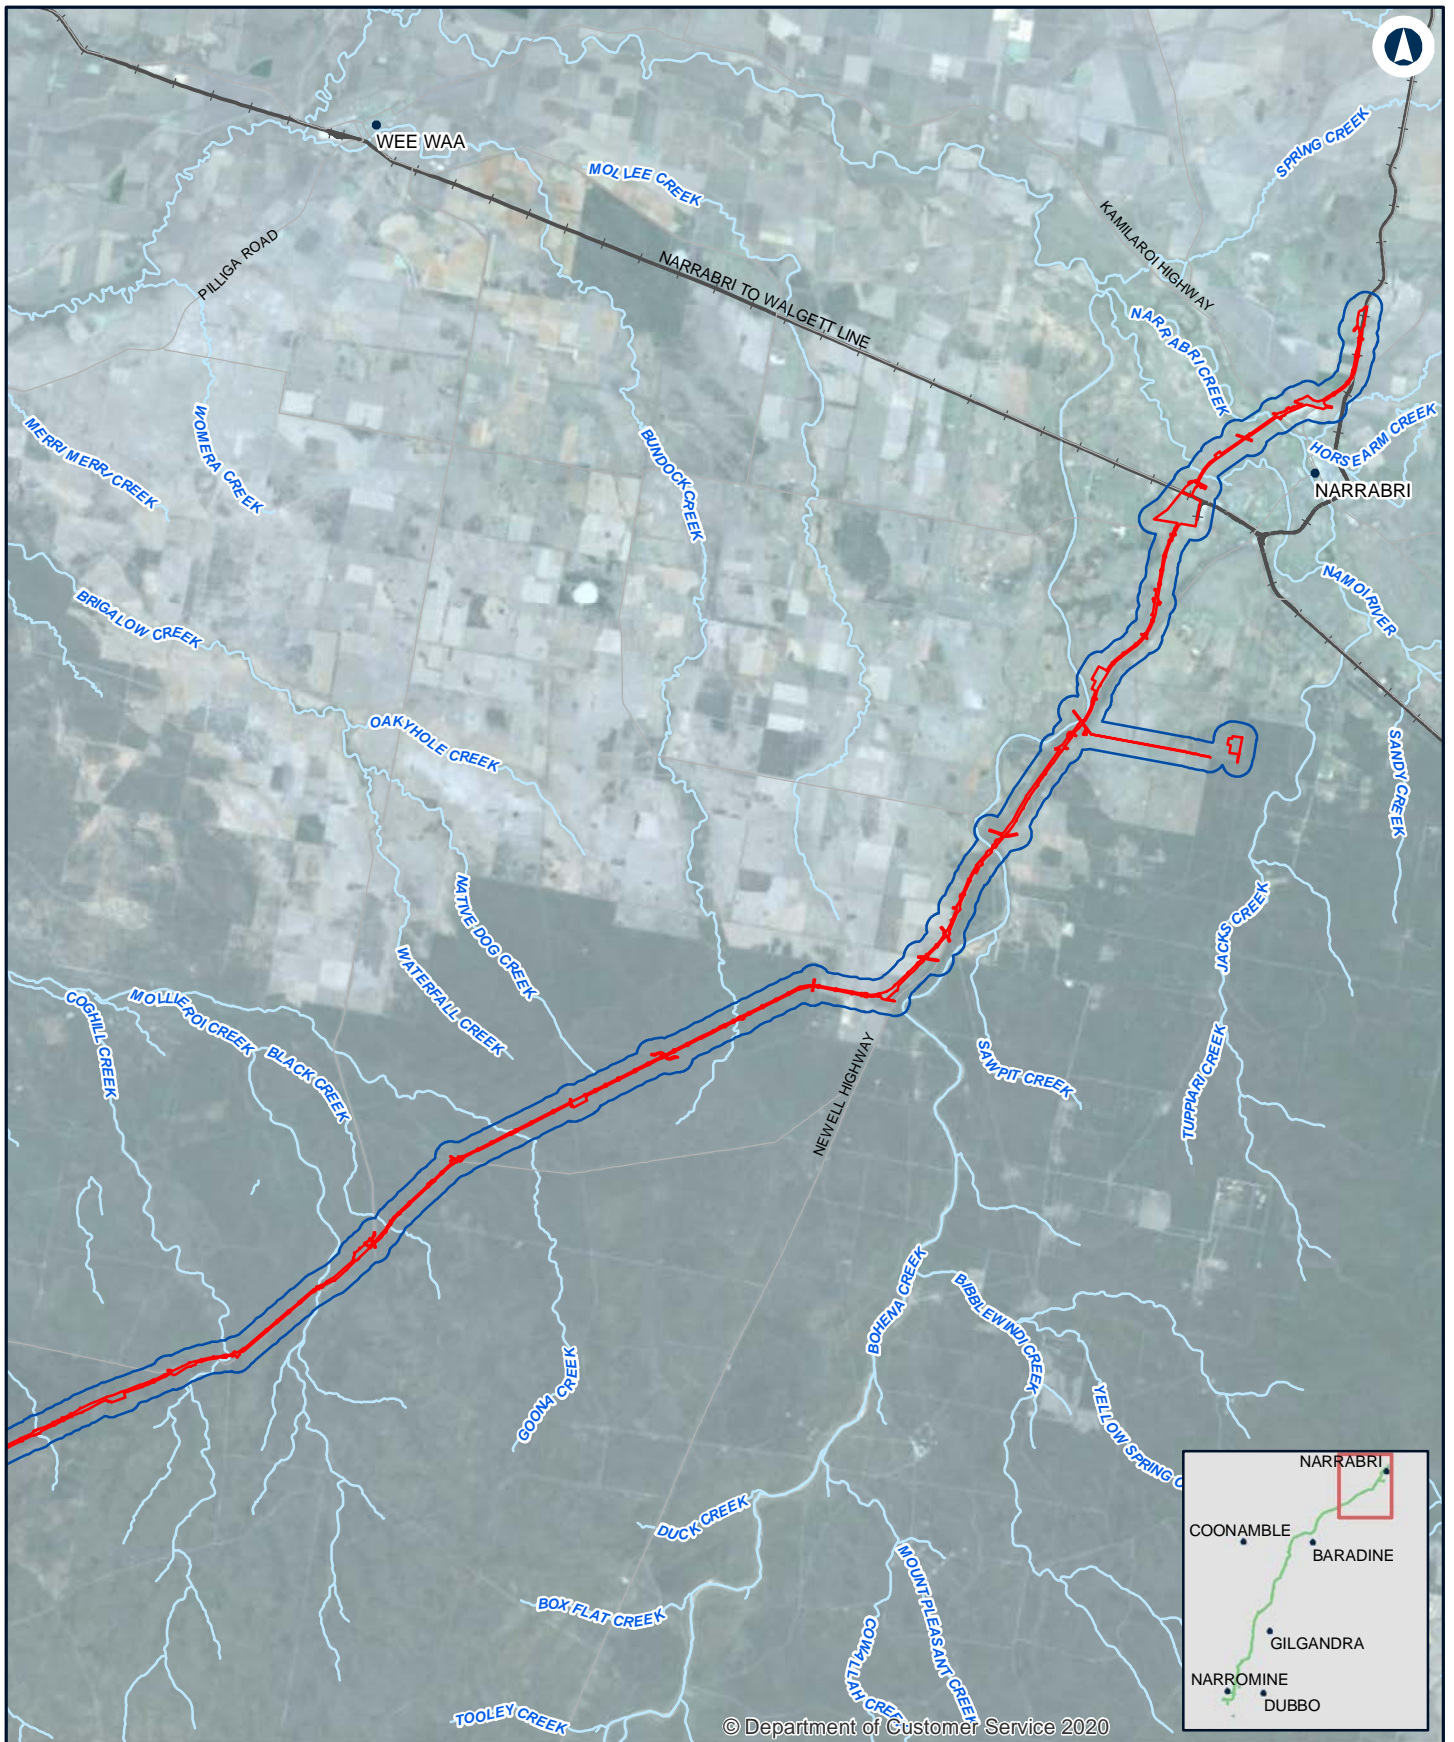 WEE WAA
SPRING CREEK
MOLLEE CREEK
KAMILAROI HIGHWAY
PILLIGA ROAD
NARRABRI TO WALGETT LINE
NARRABRI CREEK
HORSEARM CREEK
WOMERA CREEK
MERRI MERRI CREEK
BUNDOCK CREEK
NARRABRI
NAMOI RIVER
BRIGALOW CREEK
OAKYHOLE CREEK
SANDY CREEK
NATIVE DOG CREEK
JACKS CREEK
WATERFALL CREEK
COGHILL CREEK
MOLLIEROI CREEK
BLACK CREEK
NEWELL HIGHWAY
SAWPIT CREEK
TUPPIARI CREEK
BOHENA CREEK
BIBBLEWINDI CREEK
GOONA CREEK
YELLOW SPRING C
NARRABRI
DUCK CREEK
COONAMBLE
BARADINE
MOUNT PLEASANT CREEK
BOX FLAT CREEK
COWALLAH CREE
GILGANDRA
NARROMINE
DUBBO
TOOLEY CREEK
© Department of Customer Service 2020